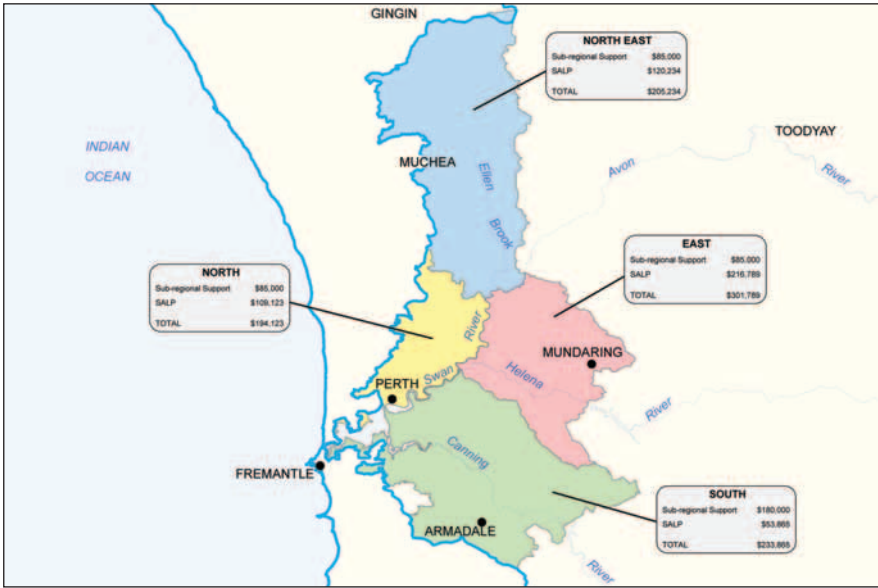 GINGIN
NORTH EAST
Sub-regional Support $85,000
SALP $120,234
TOTAL $205,234
TOODYAY
INDIAN
OCEAN
MUCHEA
Ellen
Brook
Avon
River
EAST
Sub-regional Support $85,000
SALP $216,789
TOTAL $301,789
NORTH
Sub-regional Support $85,000
SALP $109,123
TOTAL $194,123
River
Swan
MUNDARING
Helena
River
PERTH
Canning
FREMANTLE
SOUTH
Sub-regional Support $180,000
SALP $53,865
TOTAL $233,865
ARMADALE
River